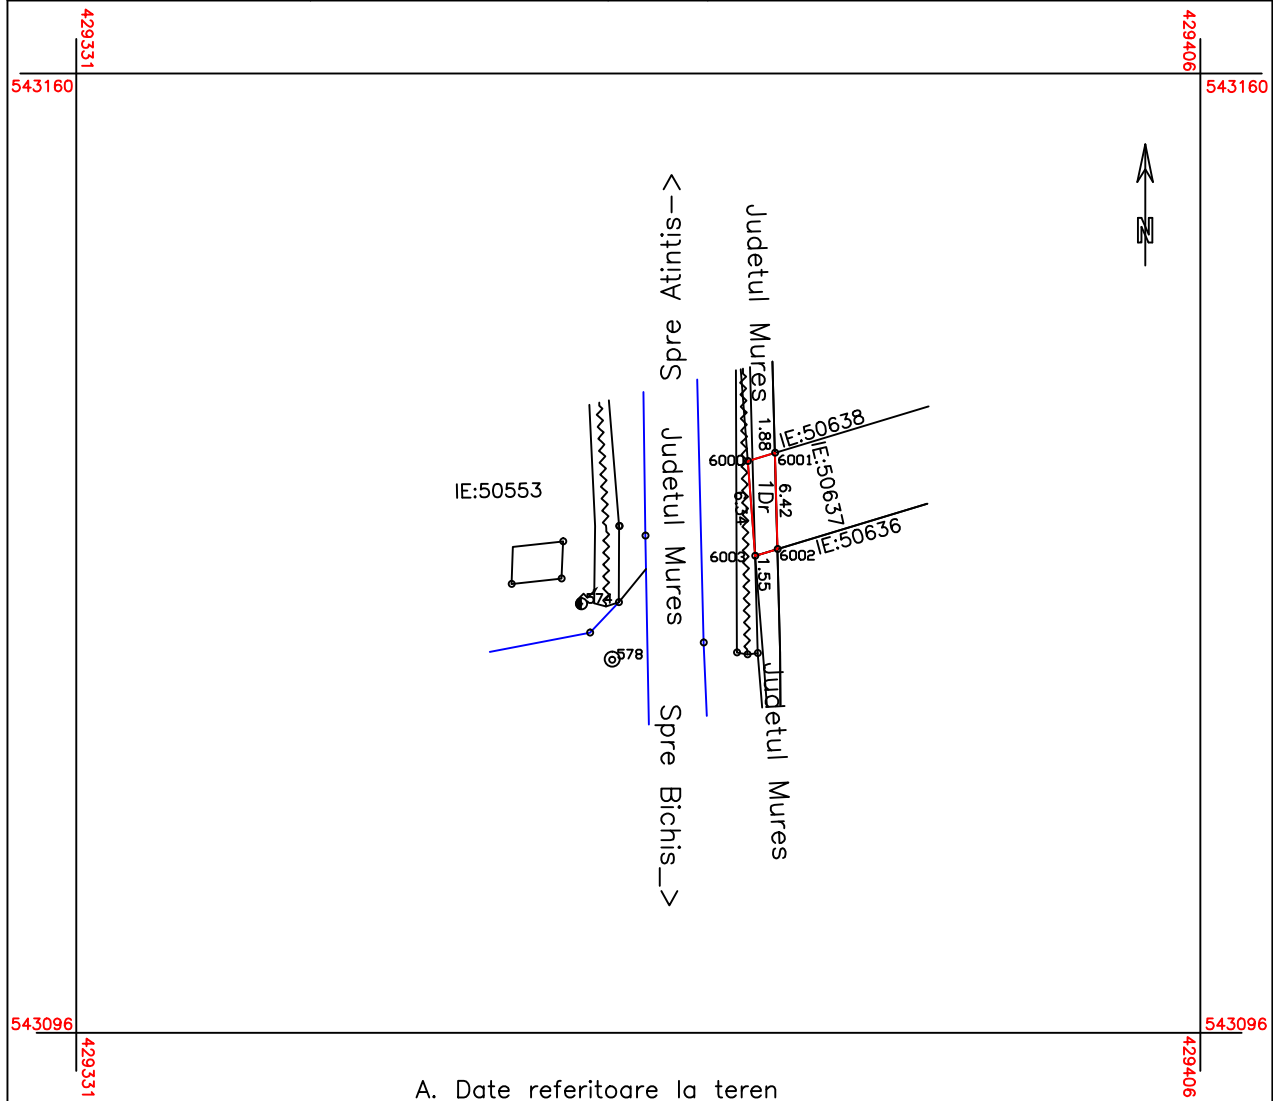 429331
429406
543160
543160
N
<—Spre Atintis
Judetul Mures
IE:50638
1.88
6000
6001
IE:50637
IE:50553
Judetul Mures
6.34
1Dr
6.42
IE:50636
6003
6002
1.55
574
578
Judetul Mures
Spre Bichis—>
543096
543096
429331
429406
A. Date referitoare la teren